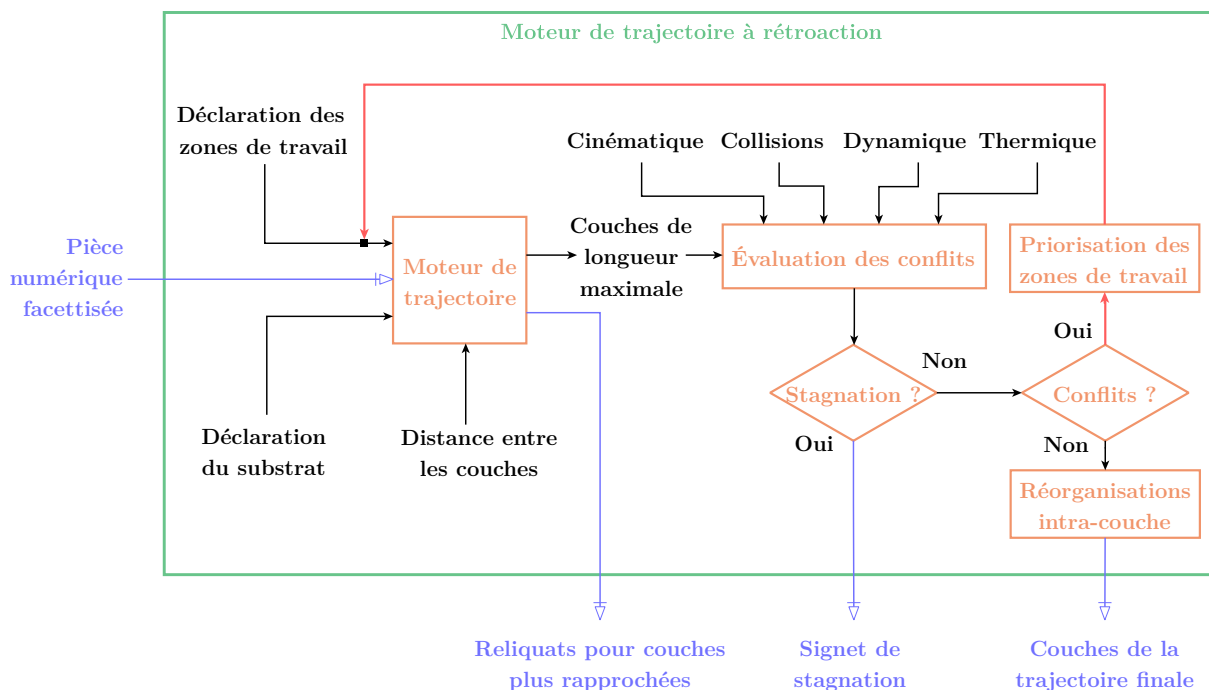 Moteur de trajectoire à rétroaction
Déclaration des
zones de travail
Cinématique
Collisions
Dynamique
Thermique
Pièce
numérique
facettisée
Moteur de
trajectoire
Couches de
longueur
maximale
Évaluation des conflits
Priorisation des
zones de travail
Oui
Non
Stagnation ?
Conflits ?
Déclaration
du substrat
Distance entre
les couches
Oui
Non
Réorganisations
intra-couche
Reliquats pour couches
plus rapprochées
Signet de
stagnation
Couches de la
trajectoire finale